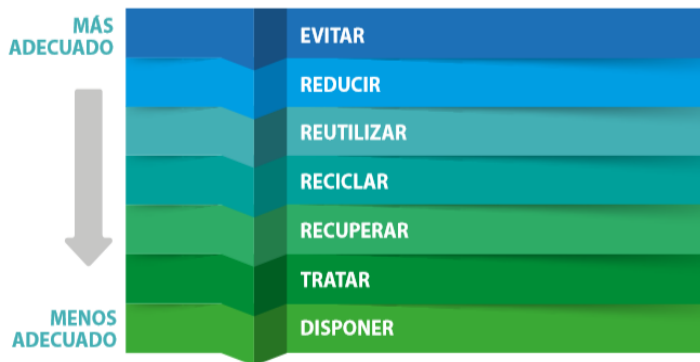 MÁS
ADECUADO
EVITAR
REDUCIR
REUTILIZAR
RECICLAR
RECUPERAR
TRATAR
DISPONER
MENOS
ADECUADO